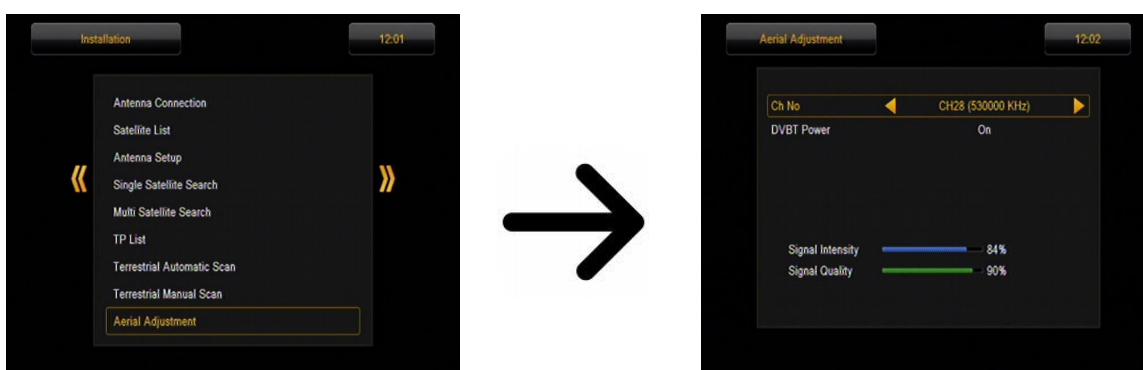 Installation
12:01
Antenna Connection
Satellite List
Antenna Setup
Single Satellite Search
Multi Satellite Search
TP List
Terrestrial Automatic Scan
Terrestrial Manual Scan
Aerial Adjustment
Aerial Adjustment
12:02
Ch No CH28 (530000 KHz)
DVBT Power On
Signal Intensity 84%
Signal Quality 90%